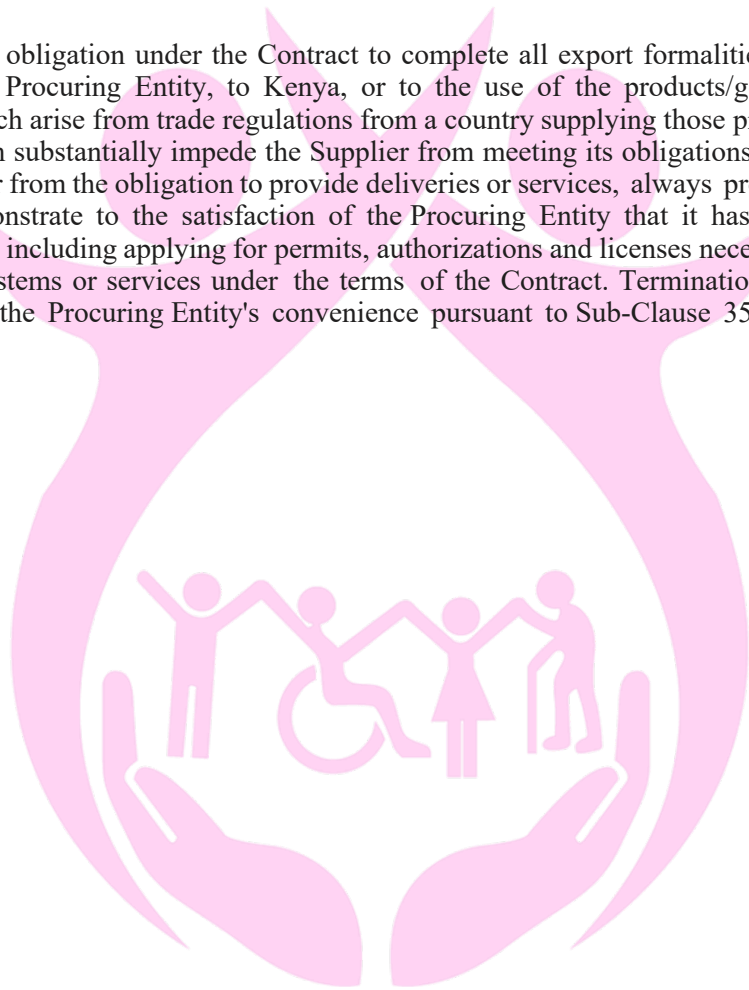 obligation under the Contract to complete all export formalitie
Procuring Entity, to Kenya, or to the use of the products/g
ch arise from trade regulations from a country supplying those p
substantially impede the Supplier from meeting its obligations
from the obligation to provide deliveries or services, always pr
onstrate to the satisfaction of the Procuring Entity that it has
including applying for permits, authorizations and licenses nece
stems or services under the terms of the Contract. Terminatio
the Procuring Entity's convenience pursuant to Sub-Clause 35